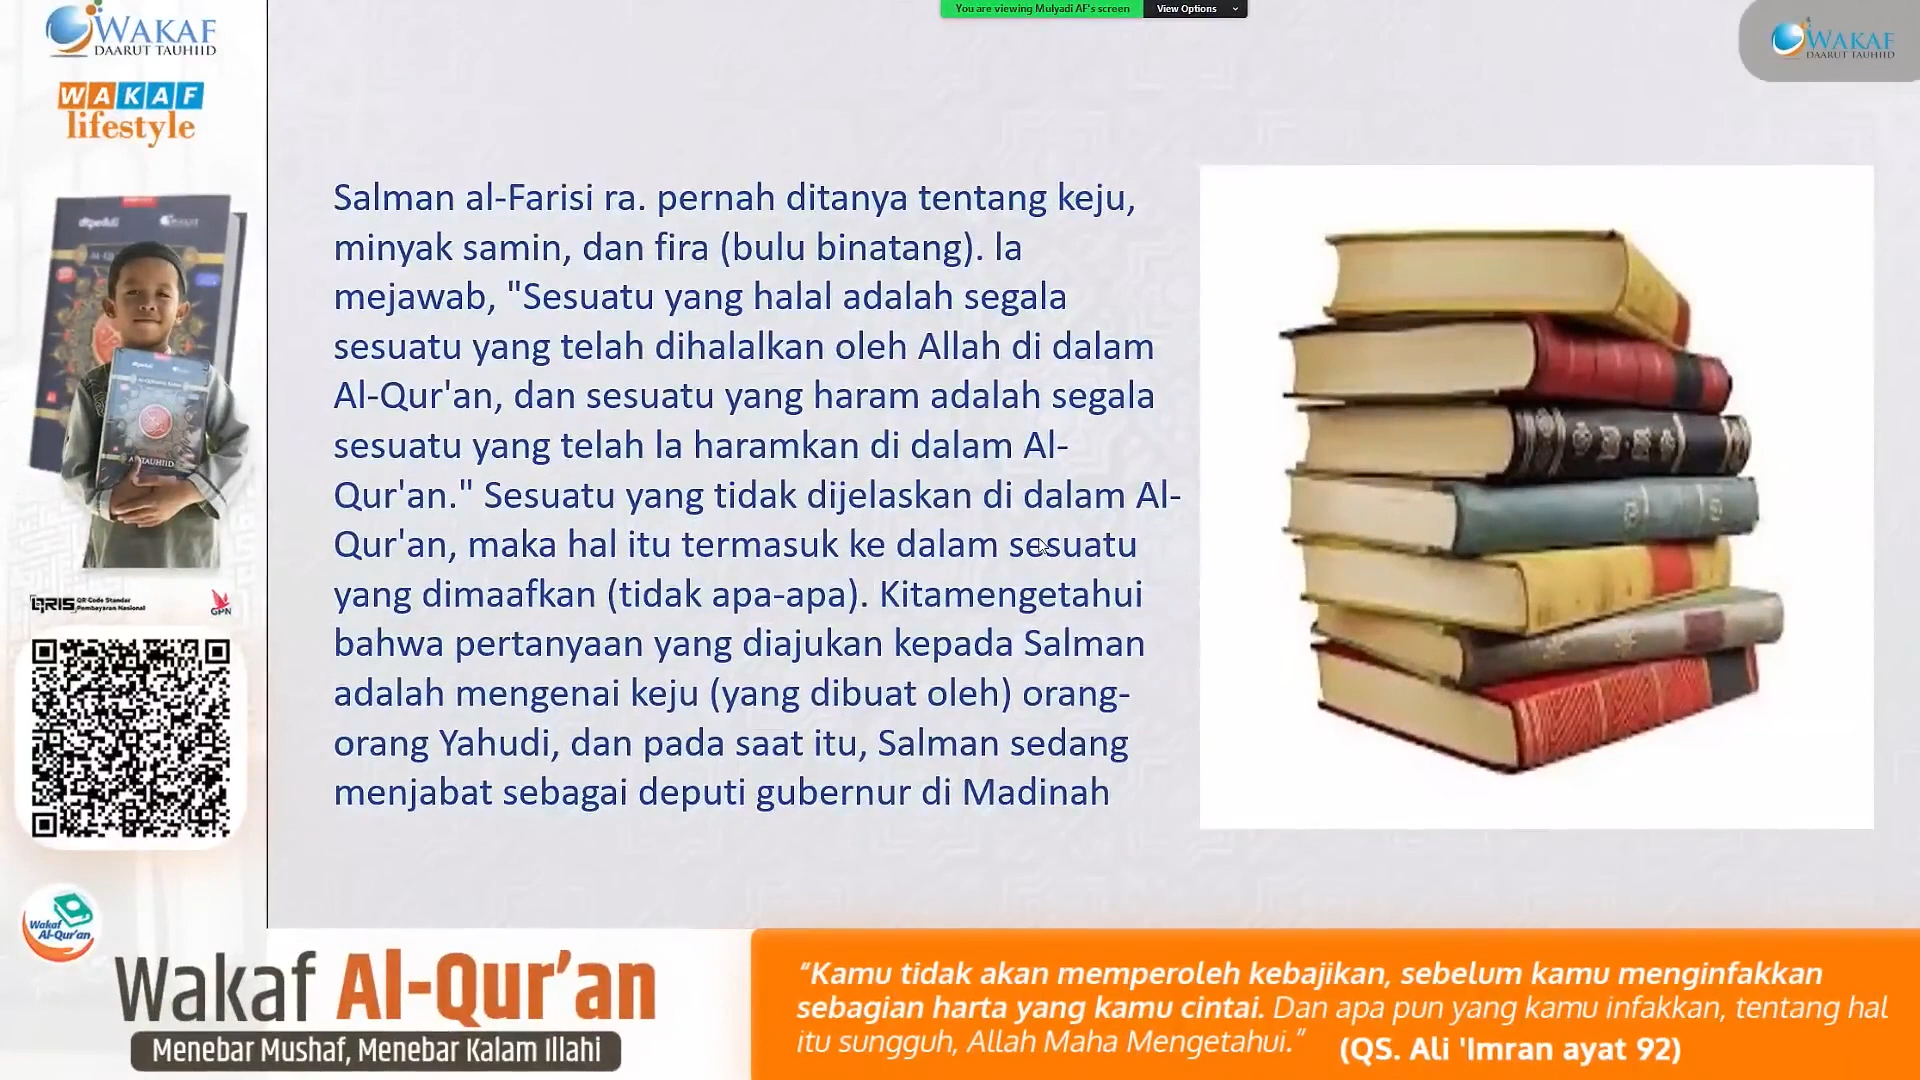 You are viewing Mulyadi AF's screen
View Options
WAKAF
DAARUT TAUHIID
WAKAF
DAARUT TAUHIID
WAKAF
lifestyle
Salman al-Farisi ra. pernah ditanya tentang keju,
minyak samin, dan fira (bulu binatang). la
mejawab, "Sesuatu yang halal adalah segala
sesuatu yang telah dihalalkan oleh Allah di dalam
Al-Qur'an, dan sesuatu yang haram adalah segala
sesuatu yang telah la haramkan di dalam Al-
Qur'an." Sesuatu yang tidak dijelaskan di dalam Al-
Qur'an, maka hal itu termasuk ke dalam sesuatu
yang dimaafkan (tidak apa-apa). Kitamengetahui
bahwa pertanyaan yang diajukan kepada Salman
adalah mengenai keju (yang dibuat oleh) orang-
orang Yahudi, dan pada saat itu, Salman sedang
menjabat sebagai deputi gubernur di Madinah
QRIS QR Code Standar
Pembayaran Nasional
GPN
Wakaf
Al-Qur'an
Wakaf Al-Qur'an
Menebar Mushaf, Menebar Kalam Illahi
“Kamu tidak akan memperoleh kebajikan, sebelum kamu menginfakkan
sebagian harta yang kamu cintai. Dan apa pun yang kamu infakkan, tentang hal
itu sungguh, Allah Maha Mengetahui.” (QS. Ali 'Imran ayat 92)